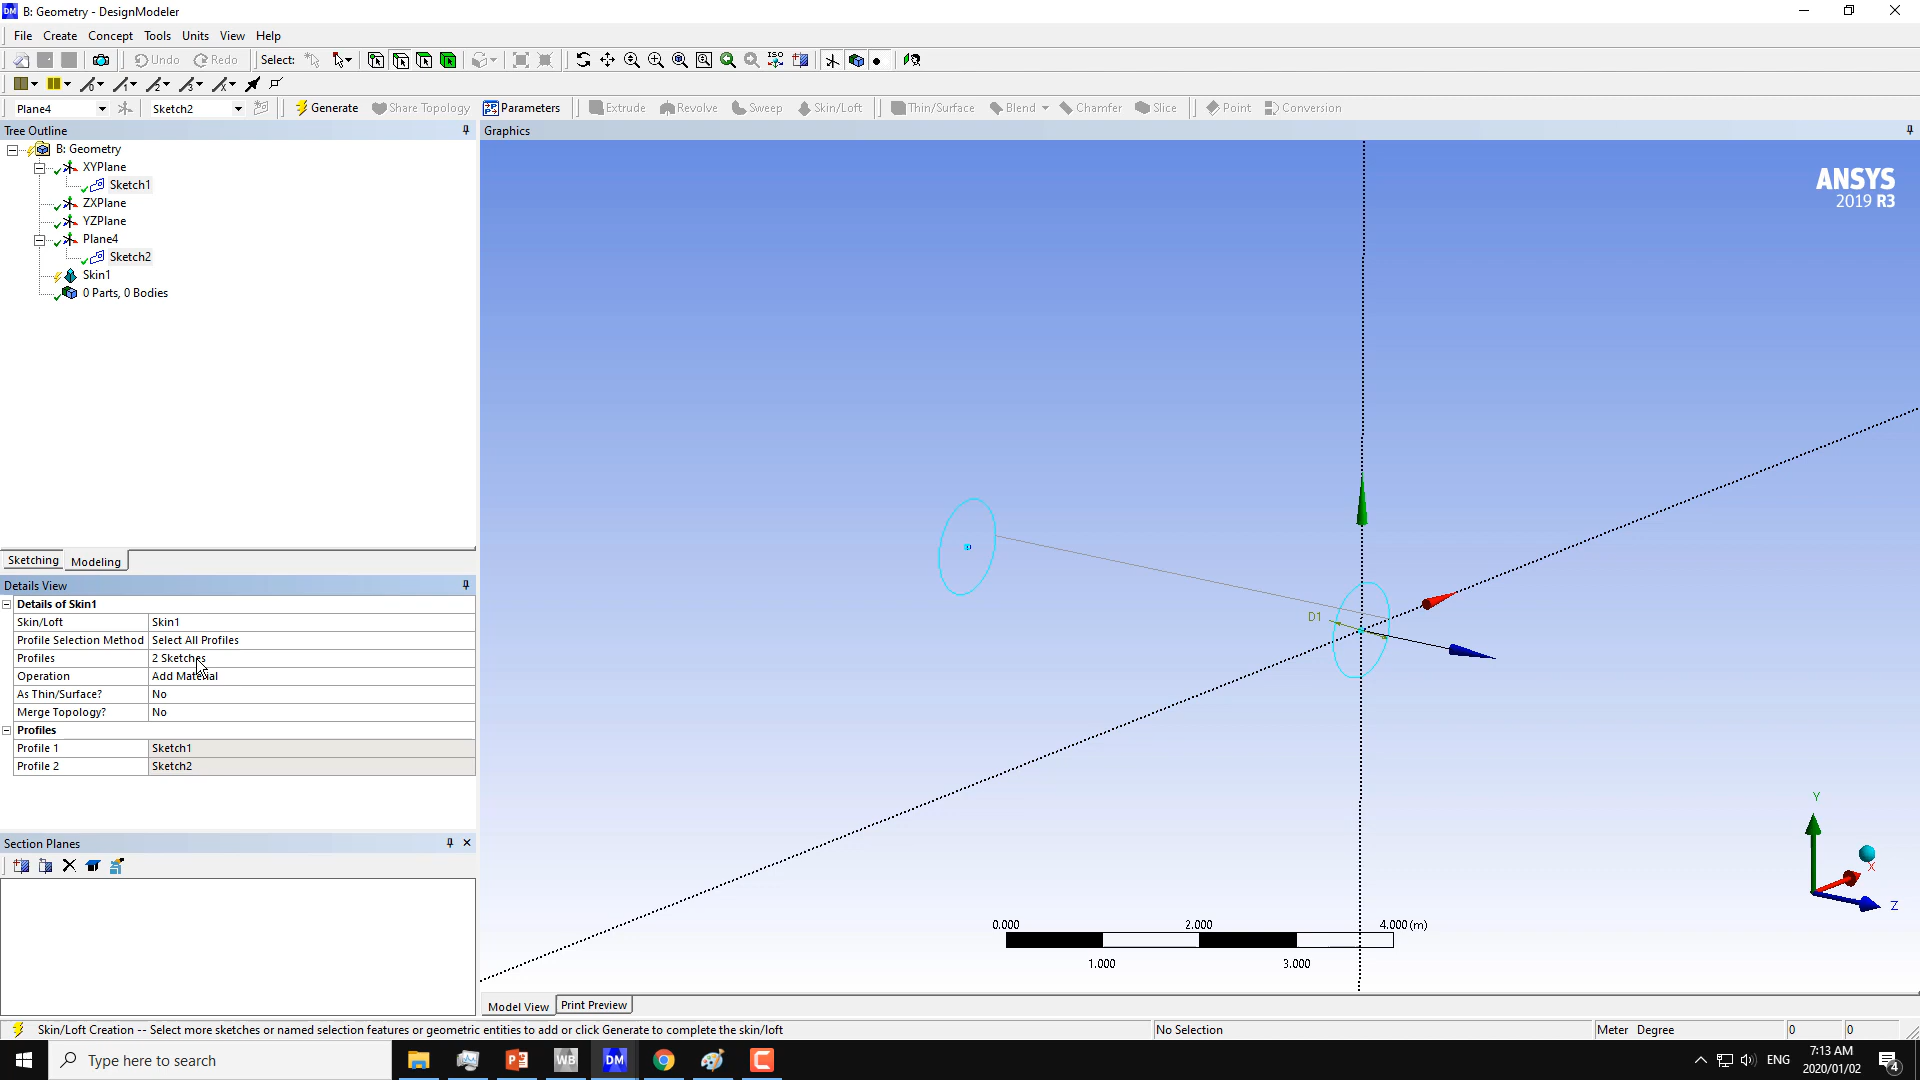 B: Geometry - DesignModeler
File Create Concept Tools Units View Help
Undo Redo Select: ISO
Plane4 Sketch2 Generate Share Topology Parameters Extrude Revolve Sweep Skin/Loft Thin/Surface Blend Chamfer Slice Point Conversion
Tree Outline
Graphics
B: Geometry
XYPlane
Sketch1
ZXPlane
YZPlane
Plane4
Sketch2
Skin1
0 Parts, 0 Bodies
ANSYS
2019 R3
D1
Sketching Modeling
Details View
Details of Skin1
Skin/Loft Skin1
Profile Selection Method Select All Profiles
Profiles 2 Sketches
Operation Add Material
As Thin/Surface? No
Merge Topology? No
Profiles
Profile 1 Sketch1
Profile 2 Sketch2
Section Planes
Y
X
Z
0.000 2.000 4.000 (m)
1.000 3.000
Model View Print Preview
Skin/Loft Creation -- Select more sketches or named selection features or geometric entities to add or click Generate to complete the skin/loft No Selection Meter Degree 0 0
Type here to search WB DM ENG 7:13 AM
2020/01/02 4